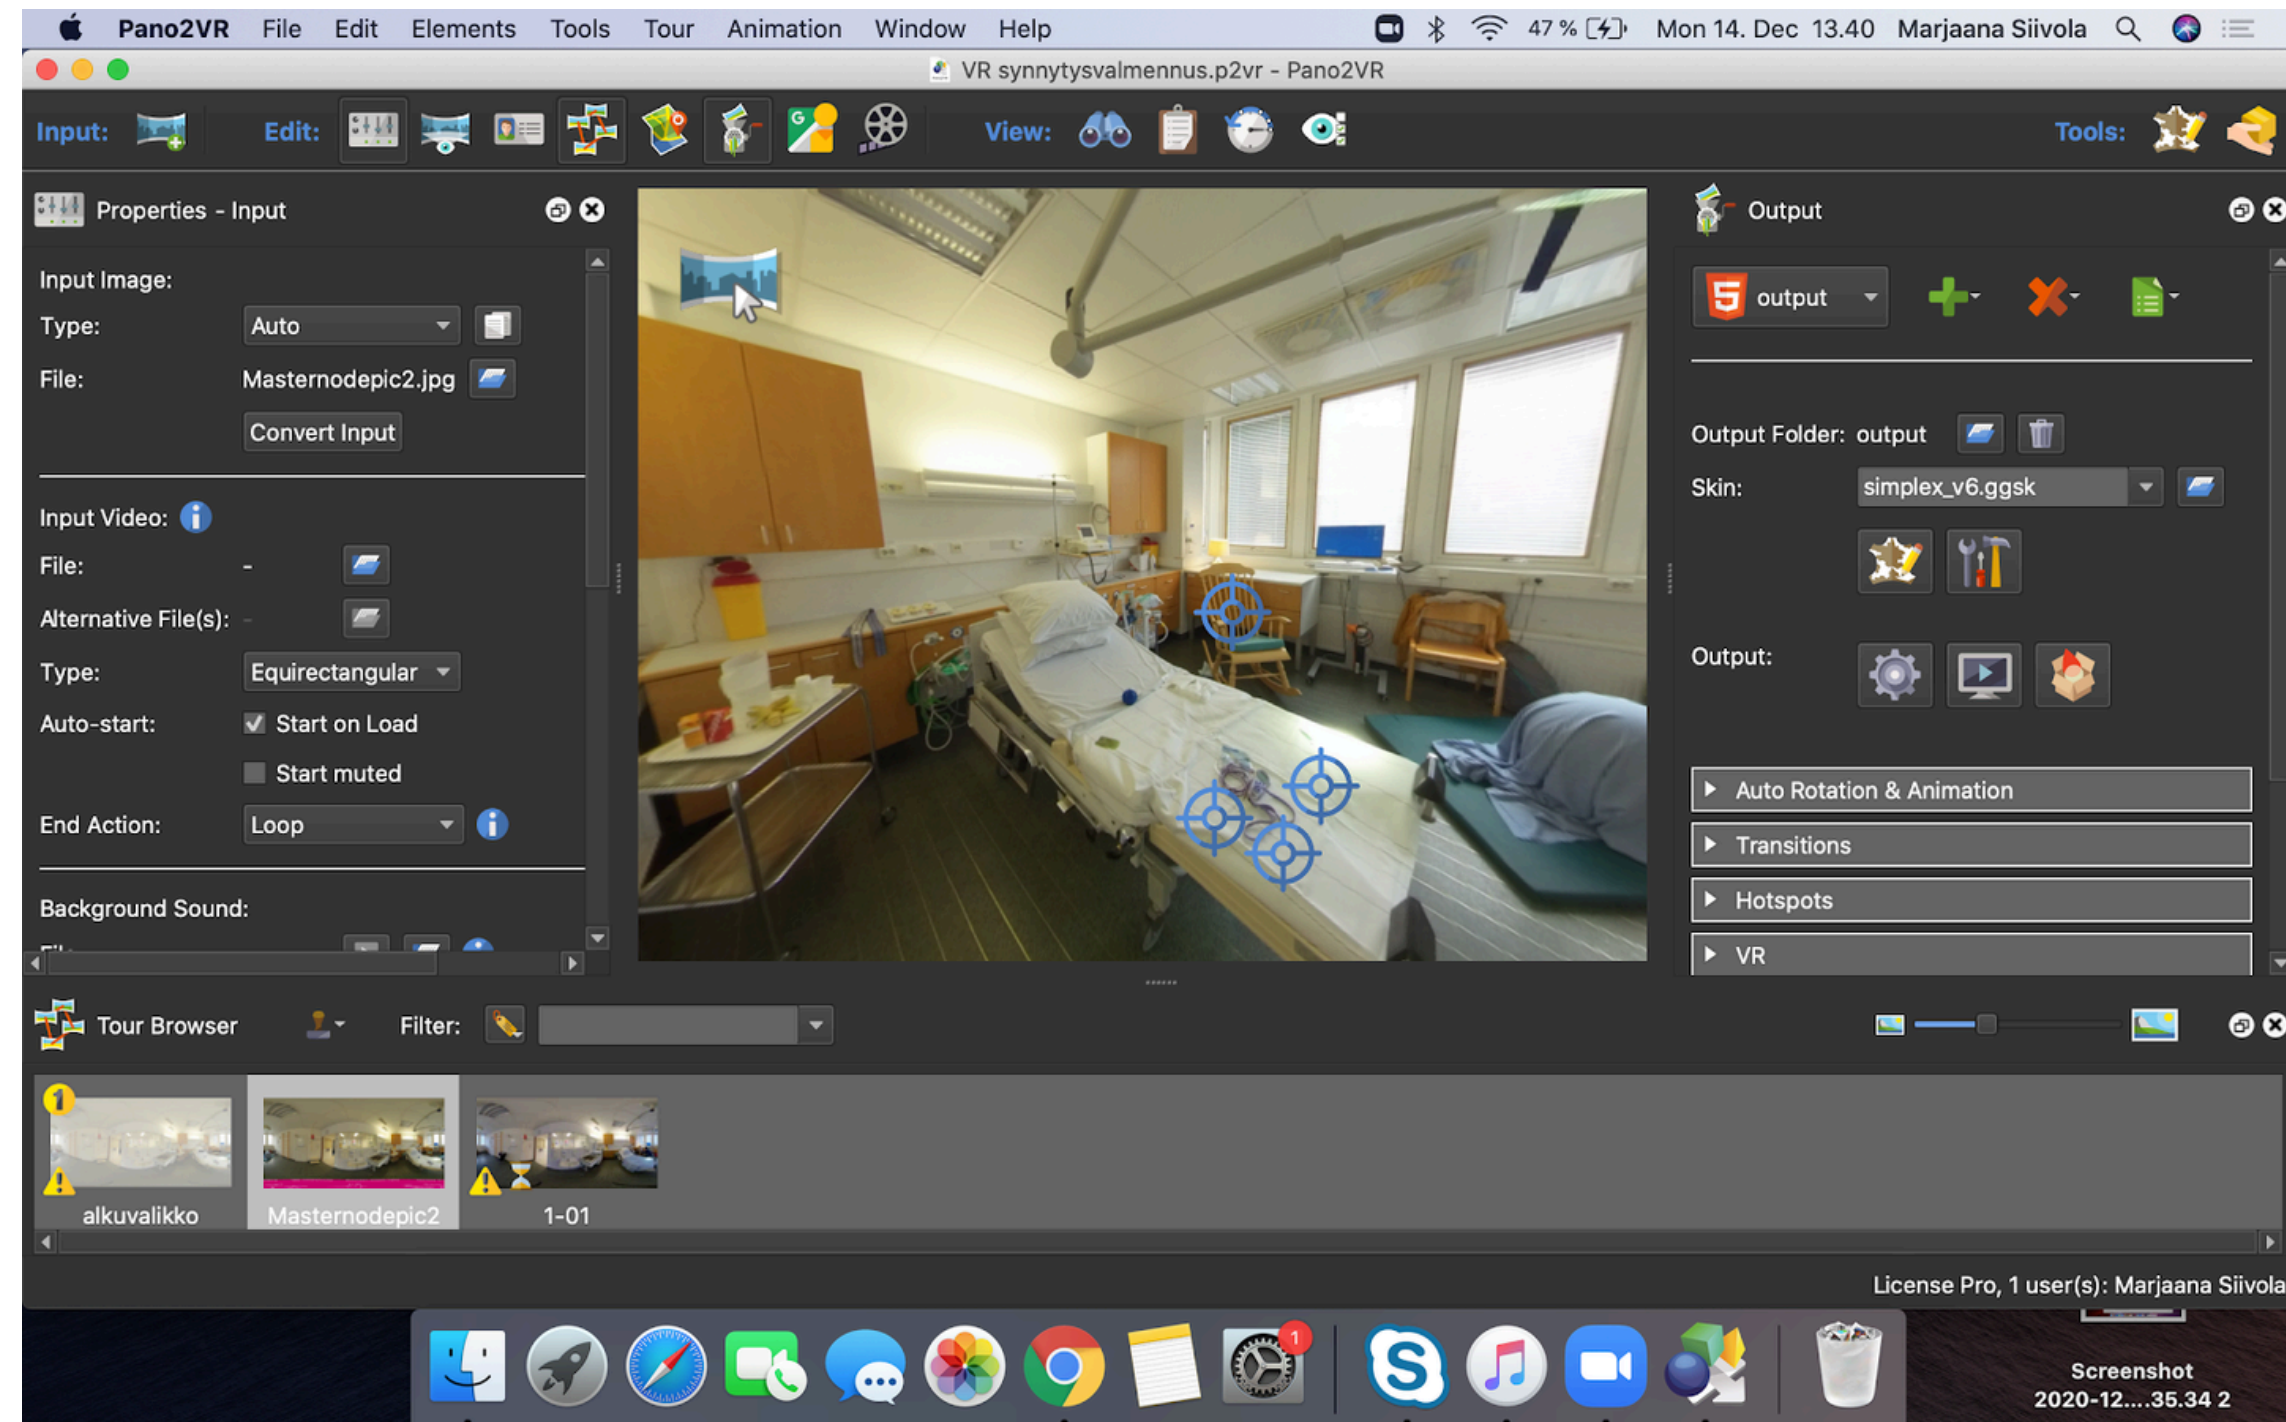 Pano2VR File Edit Elements Tools Tour Animation Window Help 47 % Mon 14. Dec 13.40 Marjaana Siivola
VR synnytysvalmennus.p2vr - Pano2VR
Input: Edit: View: Tools:
Properties - Input
Input Image:
Type: Auto
File: Masternodepic2.jpg
Convert Input
Input Video:
File: -
Alternative File(s): -
Type: Equirectangular
Auto-start: Start on Load
Start muted
End Action: Loop
Background Sound:
Output
output
Output Folder: output
Skin: simplex_v6.ggsk
Output:
Auto Rotation & Animation
Transitions
Hotspots
VR
Tour Browser Filter:
1
alkuvalikko Masternodepic2 1-01
License Pro, 1 user(s): Marjaana Siivola
1
Screenshot
2020-12....35.34 2